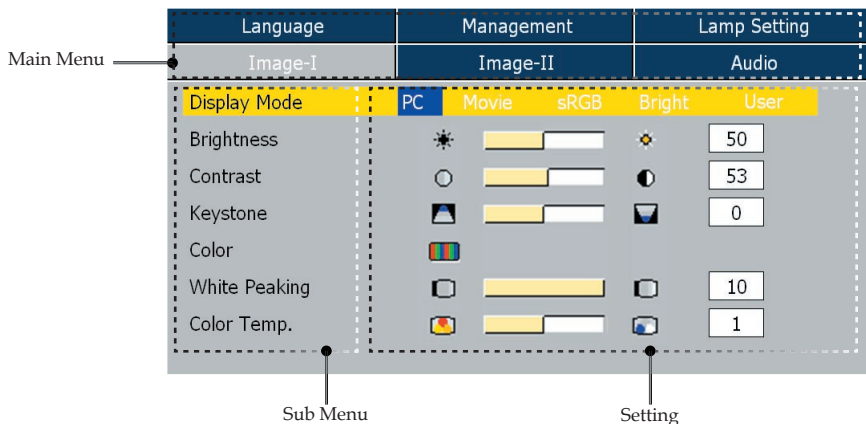 Language Management Lamp Setting
Main Menu
Image-I Image-II Audio
Display Mode PC Movie sRGB Bright User
Brightness 50
Contrast 53
Keystone 0
Color
White Peaking 10
Color Temp. 1
Sub Menu Setting